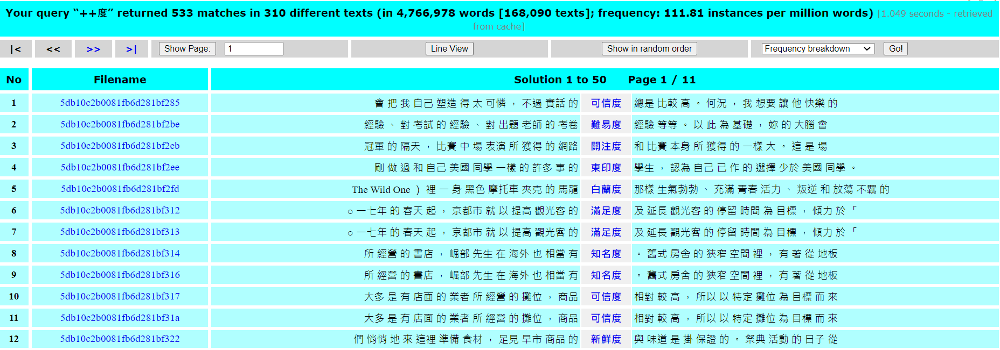 Your query “++度” returned 533 matches in 310 different texts (in 4,766,978 words [168,090 texts]; frequency: 111.81 instances per million words) [1.049 seconds - retrieved
from cache]
|< << >> >| Show Page: 1 Line View Show in random order Frequency breakdown Go!
No Filename Solution 1 to 50 Page 1 / 11
1 5db10c2b0081fb6d281bf285 會 把 我 自己 塑造 得 太 可憐 ， 不過 實話 的 可信度 總是 比較 高 。 何況 ， 我 想要 讓 他 快樂 的
2 5db10c2b0081fb6d281bf2be 經驗 、 對 考試 的 經驗 、 對 出題 老師 的 考卷 難易度 經驗 等等 。 以 此 為 基礎 ， 妳 的 大腦 會
3 5db10c2b0081fb6d281bf2eb 冠軍 的 隔天 ， 比賽 中 場 表演 所 獲得 的 網路 關注度 和 比賽 本身 所 獲得 的 一樣 大 。 這 是 場
4 5db10c2b0081fb6d281bf2ee 剛 做 過 和 自己 美國 同學 一樣 的 許多 事 的 東印度 學生 ， 認為 自己 已 作 的 選擇 少於 美國 同學 。
5 5db10c2b0081fb6d281bf2fd The Wild One ） 裡 一 身 黑色 摩托車 夾克 的 馬龍 白蘭度 那樣 生氣勃勃 、 充滿 青春 活力 、 叛逆 和 放蕩 不羈 的
6 5db10c2b0081fb6d281bf312 ○ 一七年 的 春天 起 ， 京都市 就 以 提高 觀光客 的 滿足度 及 延長 觀光客 的 停留 時間 為 目標 ， 傾力 於 「
7 5db10c2b0081fb6d281bf313 ○ 一七年 的 春天 起 ， 京都市 就 以 提高 觀光客 的 滿足度 及 延長 觀光客 的 停留 時間 為 目標 ， 傾力 於 「
8 5db10c2b0081fb6d281bf314 所 經營 的 書店 ， 崛部 先生 在 海外 也 相當 有 知名度 。 舊式 房舍 的 狹窄 空間 裡 ， 有 著 從 地板
9 5db10c2b0081fb6d281bf316 所 經營 的 書店 ， 崛部 先生 在 海外 也 相當 有 知名度 。 舊式 房舍 的 狹窄 空間 裡 ， 有 著 從 地板
10 5db10c2b0081fb6d281bf317 大多 是 有 店面 的 業者 所 經營 的 攤位 ， 商品 可信度 相對 較 高 ， 所以 以 特定 攤位 為 目標 而 來
11 5db10c2b0081fb6d281bf31a 大多 是 有 店面 的 業者 所 經營 的 攤位 ， 商品 可信度 相對 較 高 ， 所以 以 特定 攤位 為 目標 而 來
12 5db10c2b0081fb6d281bf322 們 悄悄 地 來 這裡 準備 食材 ， 足見 早市 商品 的 新鮮度 與 味道 是 掛 保證 的 。 祭典 活動 的 日子 從